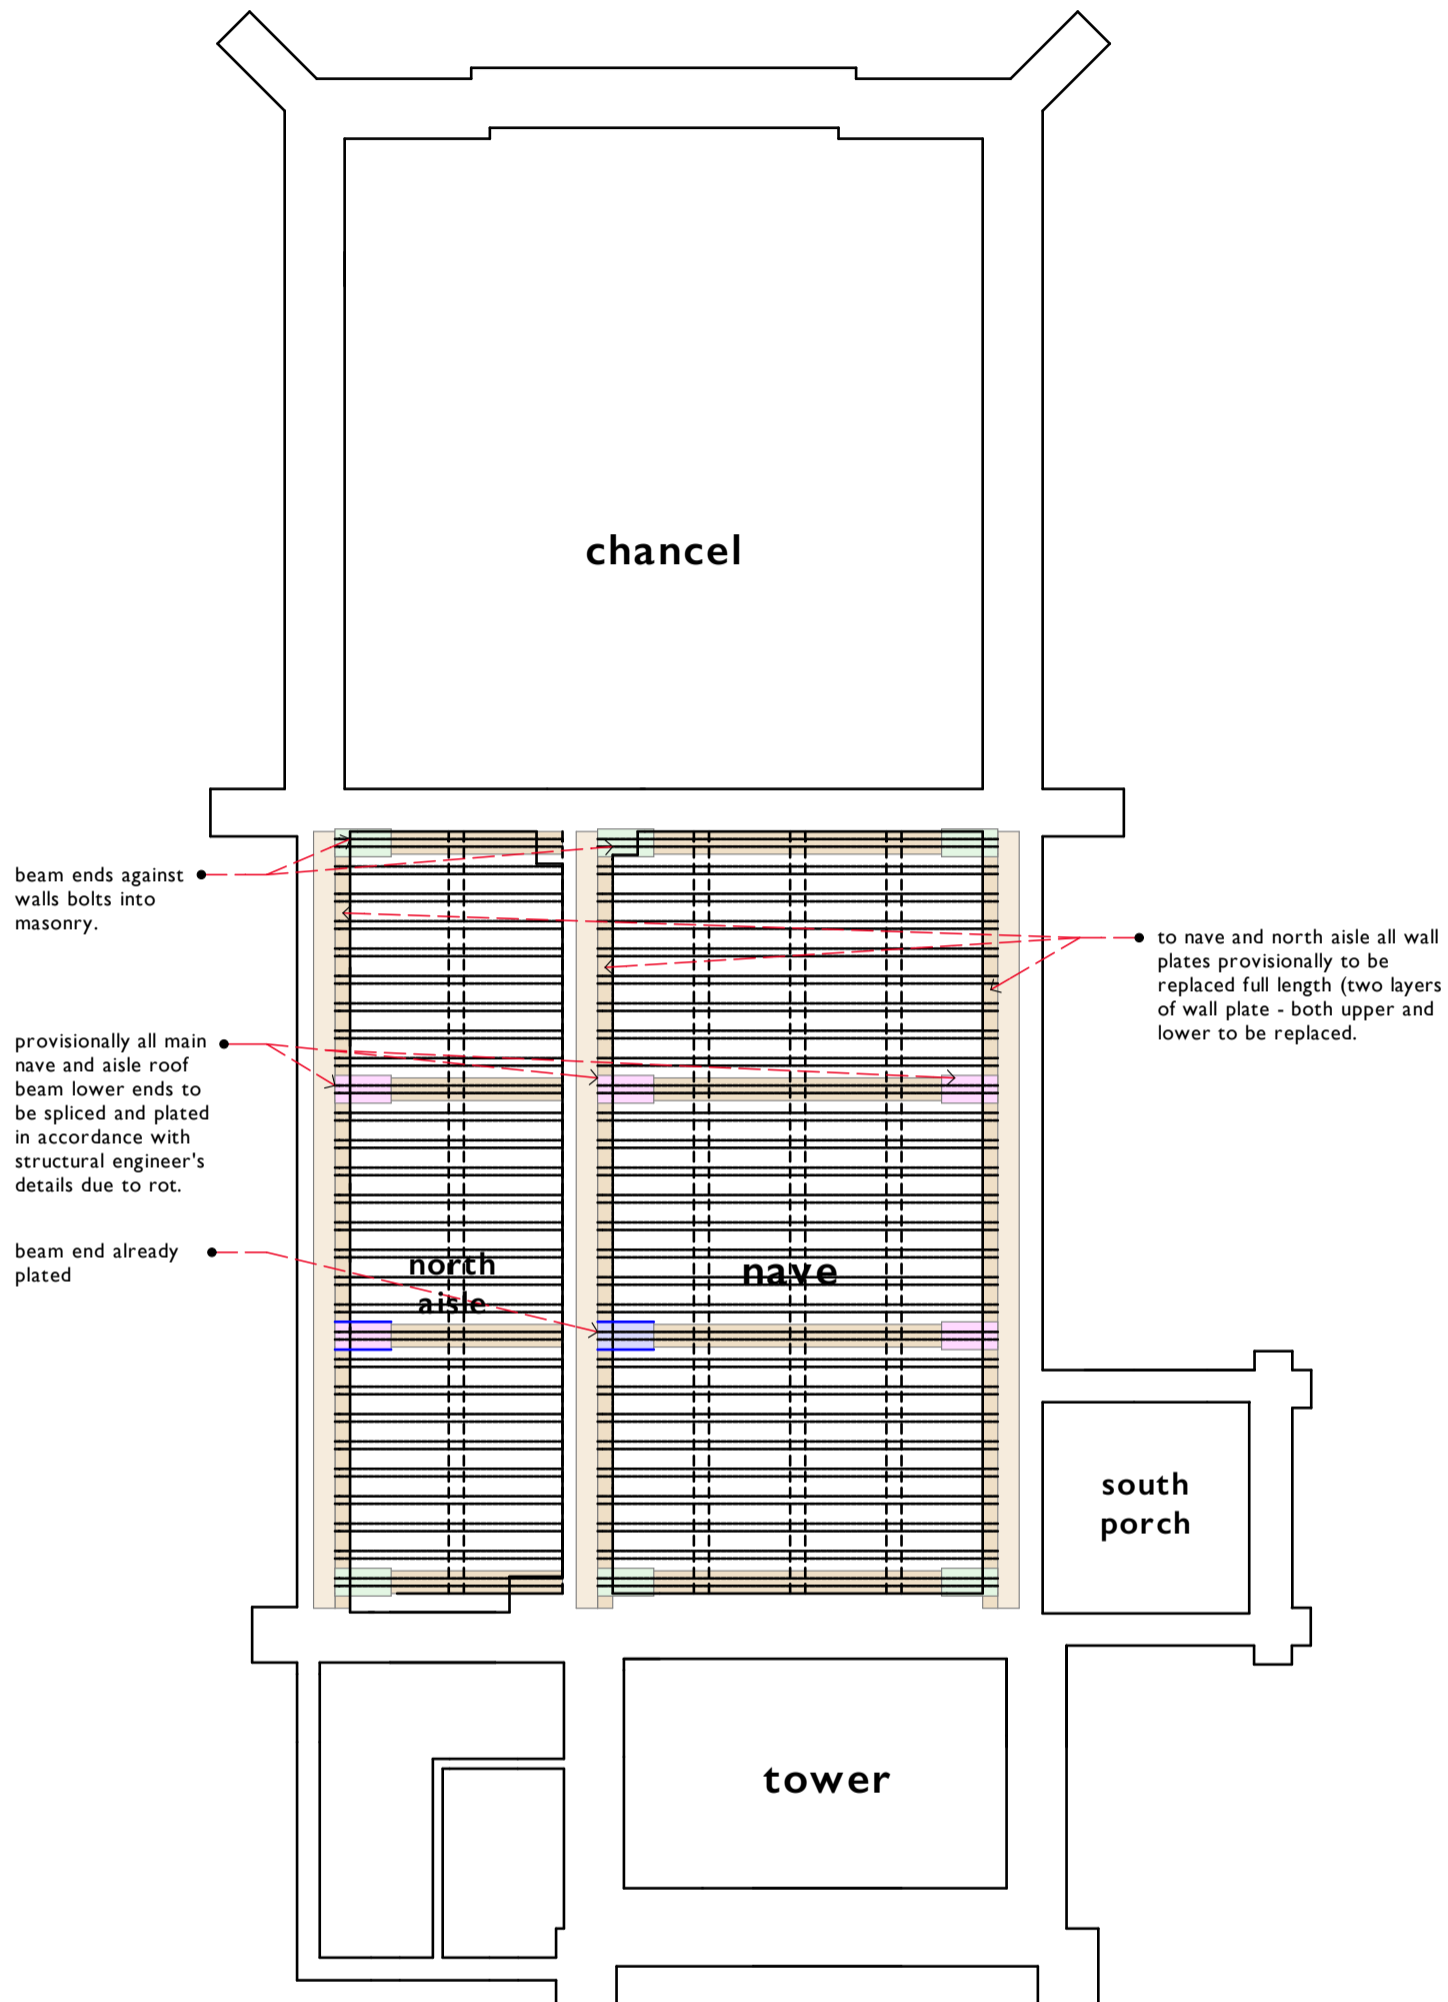 chancel
beam ends against
walls bolts into
masonry.
to nave and north aisle all wall
plates provisionally to be
replaced full length (two layers
of wall plate - both upper and
lower to be replaced.
provisionally all main
nave and aisle roof
beam lower ends to
be spliced and plated
in accordance with
structural engineer's
details due to rot.
beam end already
plated
north
aisle
nave
south
porch
tower